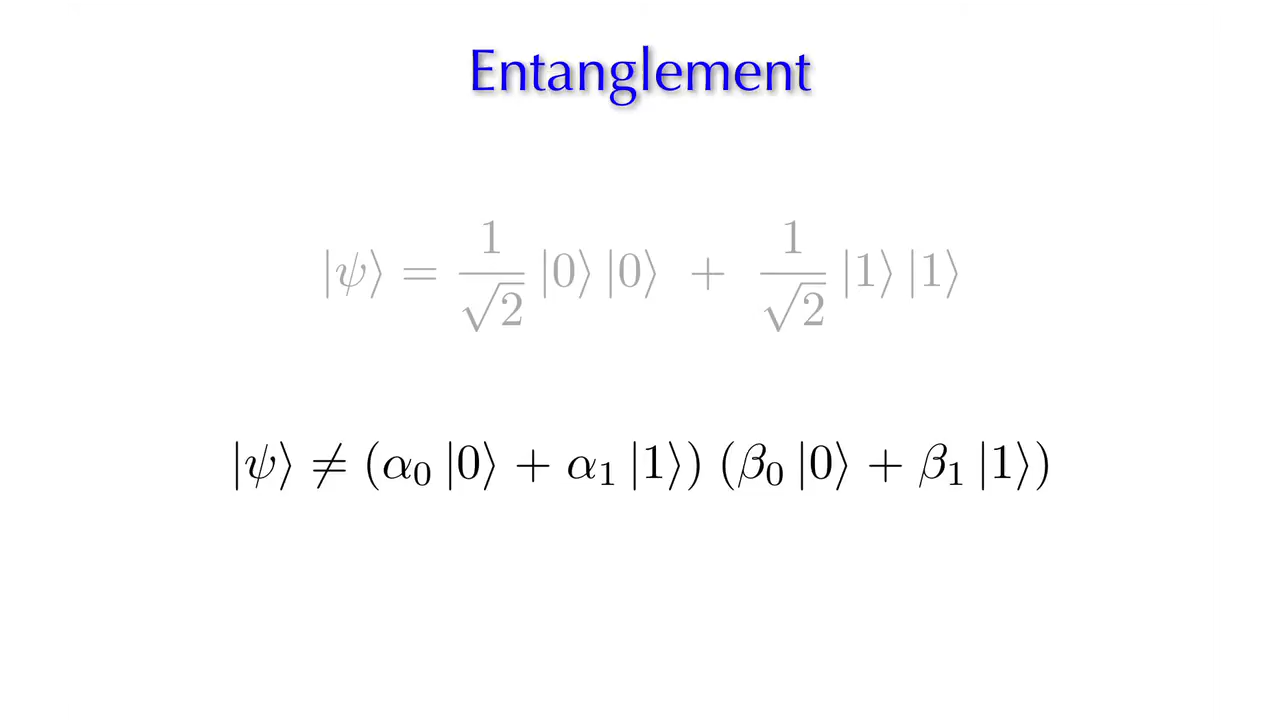 Entanglement
|ψ⟩ = 1/√2 |0⟩ |0⟩ + 1/√2 |1⟩ |1⟩
|ψ⟩ ≠ (α₀ |0⟩ + α₁ |1⟩) (β₀ |0⟩ + β₁ |1⟩)